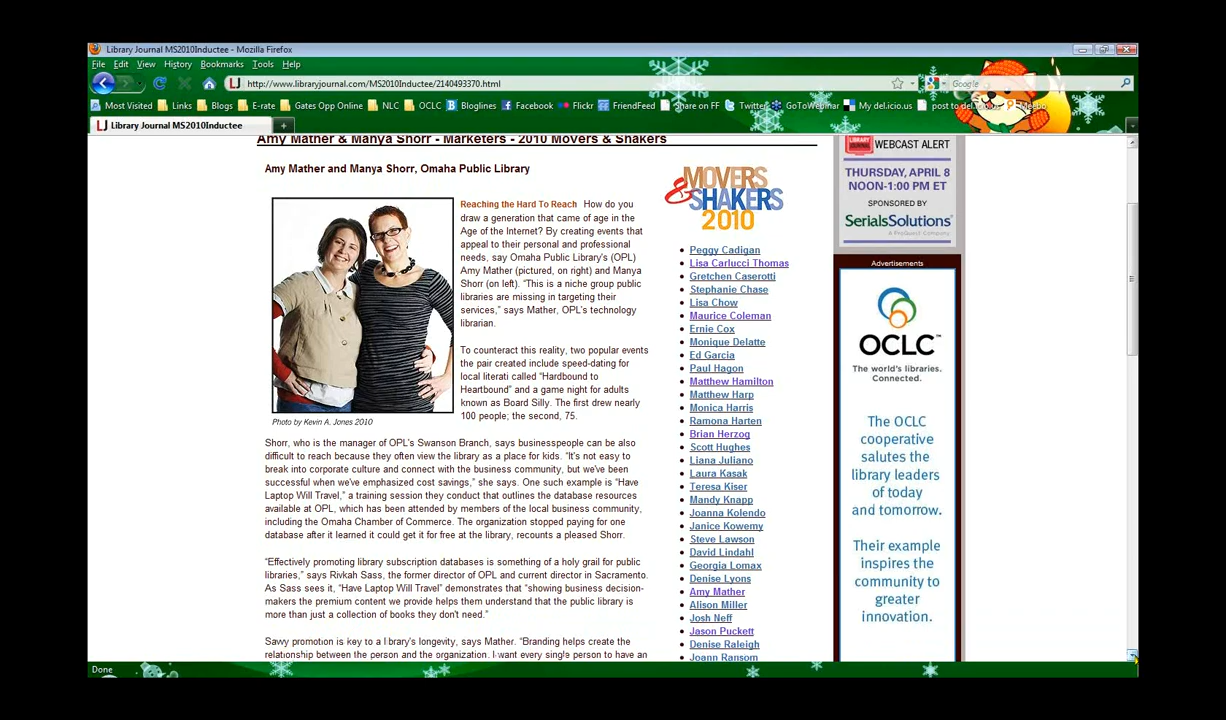 Library Journal MS2010Inductee - Mozilla Firefox
File Edit View History Bookmarks Tools Help
http://www.libraryjournal.com/MS2010Inductee/2140493370.html
Google
Most Visited Links Blogs E-rate Gates Opp Online NLC OCLC Bloglines Facebook Flickr FriendFeed Share on FF Twitter GoToWebinar My del.icio.us post to del.icio.us Meebo
Library Journal MS2010Inductee
Amy Mather & Manya Shorr - Marketers - 2010 Movers & Shakers
Amy Mather and Manya Shorr, Omaha Public Library
Reaching the Hard To Reach How do you
draw a generation that came of age in the
Age of the Internet? By creating events that
appeal to their personal and professional
needs, say Omaha Public Library's (OPL)
Amy Mather (pictured, on right) and Manya
Shorr (on left). “This is a niche group public
libraries are missing in targeting their
services,” says Mather, OPL's technology
librarian.
To counteract this reality, two popular events
the pair created include speed-dating for
local literati called “Hardbound to
Heartbound” and a game night for adults
known as Board Silly. The first drew nearly
100 people; the second, 75.
Photo by Kevin A. Jones 2010
Shorr, who is the manager of OPL's Swanson Branch, says businesspeople can be also
difficult to reach because they often view the library as a place for kids. “It's not easy to
break into corporate culture and connect with the business community, but we've been
successful when we've emphasized cost savings,” she says. One such example is “Have
Laptop Will Travel,” a training session they conduct that outlines the database resources
available at OPL, which has been attended by members of the local business community,
including the Omaha Chamber of Commerce. The organization stopped paying for one
database after it learned it could get it for free at the library, recounts a pleased Shorr.
“Effectively promoting library subscription databases is something of a holy grail for public
libraries,” says Rivkah Sass, the former director of OPL and current director in Sacramento.
As Sass sees it, “Have Laptop Will Travel” demonstrates that “showing business decision-
makers the premium content we provide helps them understand that the public library is
more than just a collection of books they don't need.”
Savvy promotion is key to a library's longevity, says Mather. “Branding helps create the
relationship between the person and the organization. I want every single person to have an
MOVERS
& SHAKERS
2010
Peggy Cadigan
Lisa Carlucci Thomas
Gretchen Caserotti
Stephanie Chase
Lisa Chow
Maurice Coleman
Ernie Cox
Monique Delatte
Ed Garcia
Paul Hagon
Matthew Hamilton
Matthew Harp
Monica Harris
Ramona Harten
Brian Herzog
Scott Hughes
Liana Juliano
Laura Kasak
Teresa Kiser
Mandy Knapp
Joanna Kolendo
Janice Kowemy
Steve Lawson
David Lindahl
Georgia Lomax
Denise Lyons
Amy Mather
Alison Miller
Josh Neff
Jason Puckett
Denise Raleigh
Joann Ransom
WEBCAST ALERT
THURSDAY, APRIL 8
NOON-1:00 PM ET
SPONSORED BY
SerialsSolutions
Advertisements
OCLC
The world's libraries.
Connected.
The OCLC
cooperative
salutes the
library leaders
of today
and tomorrow.
Their example
inspires the
community to
greater
innovation.
Done